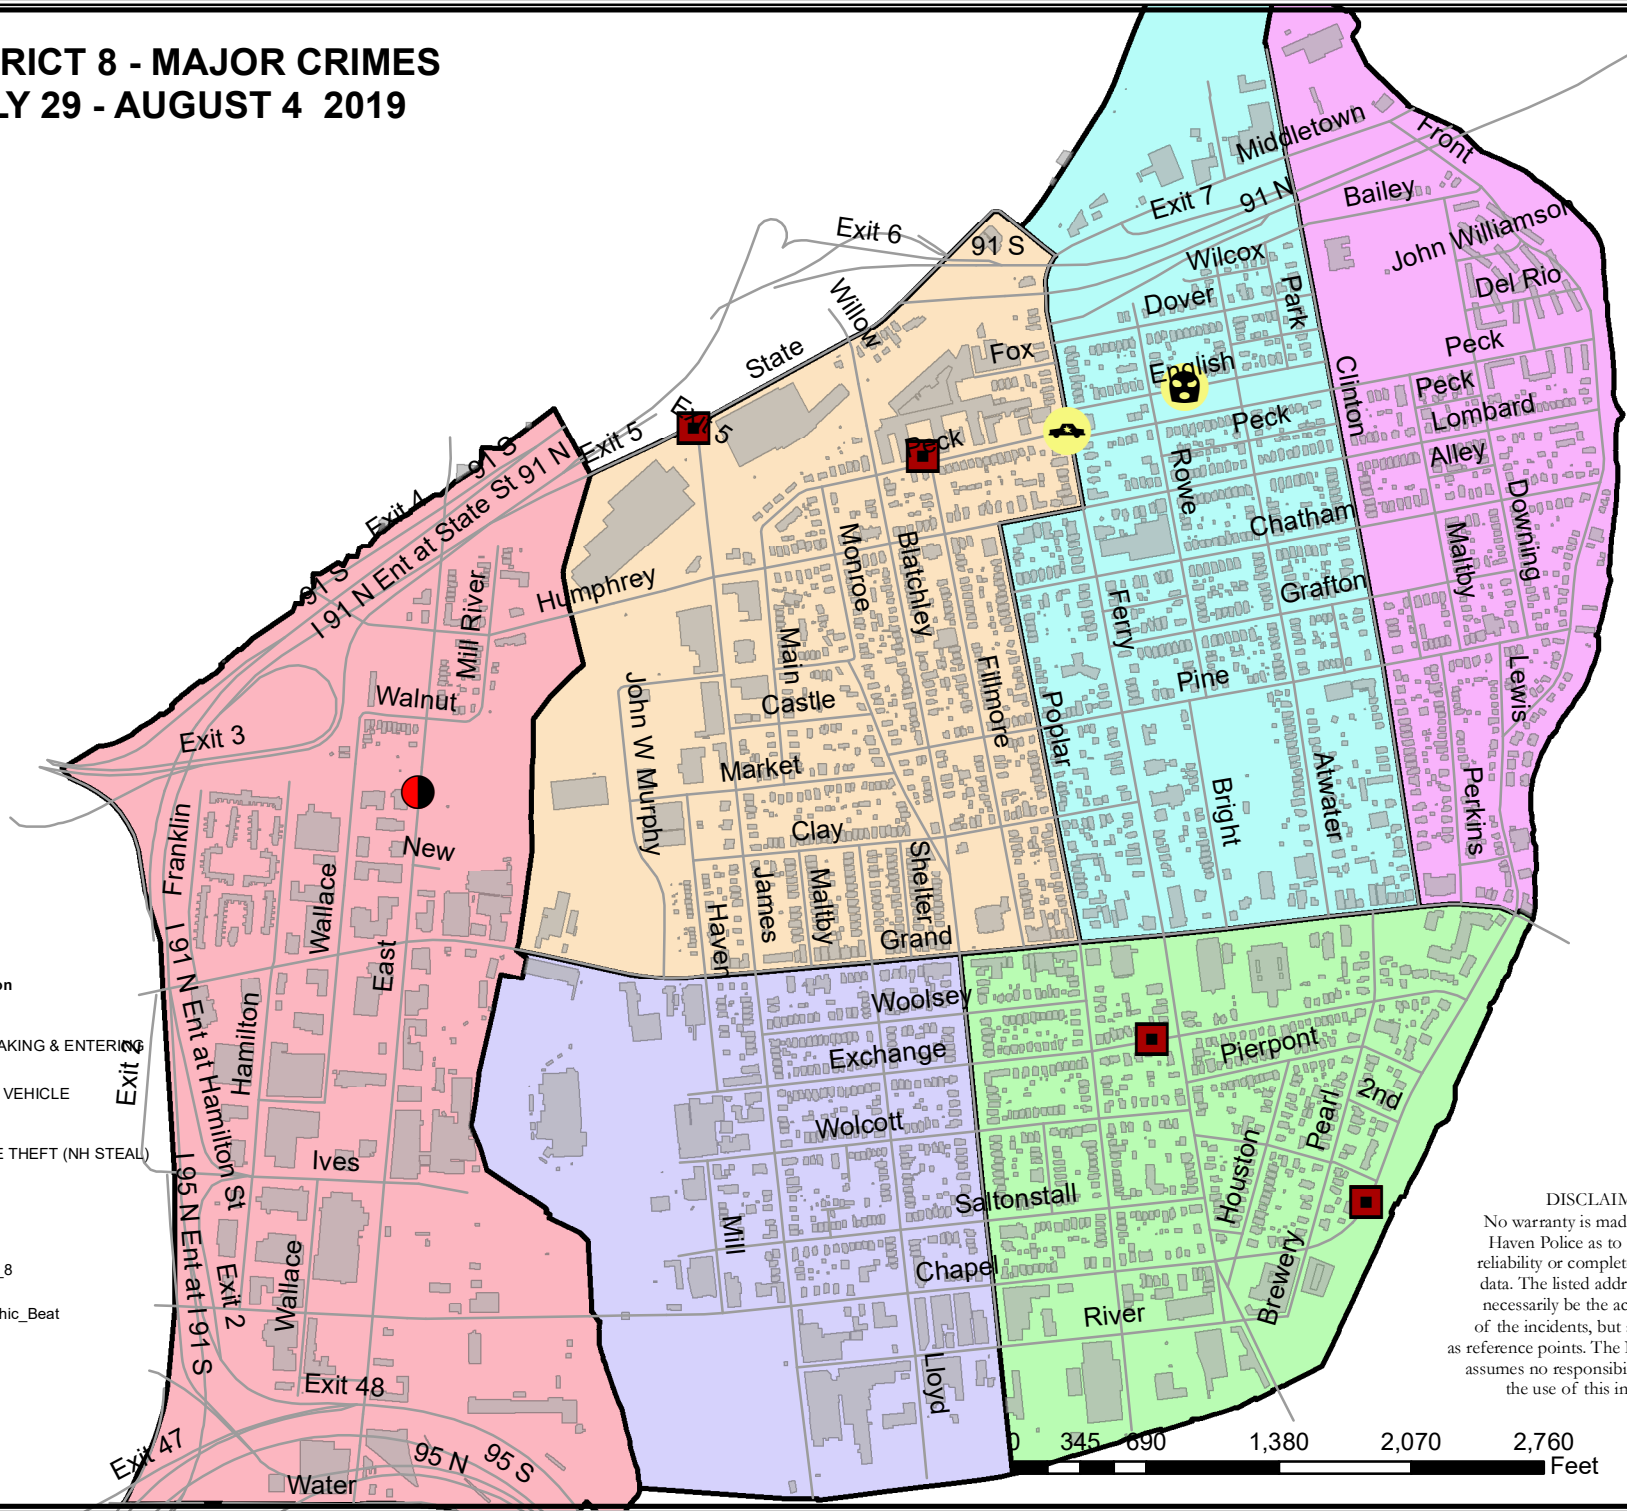 RICT 8 - MAJOR CRIMES
LY 29 - AUGUST 4 2019
Middletown
Front
Exit 7
91 N
Bailey
John Williamson
Exit 6
91 S
Wilcox
Del Rio
Dover
Park
Willow
State
Fox
English
Peck
Clinton
Peck
Lombard
Exit 5
Exit 5
Peck
Peck
Alley
91 S
91 N
Exit 4
I 91 N Ent at State St
91 S
Rowe
Chatham
Downing
Maltby
Monroe
Blatchley
Humphrey
Mill River
Grafton
Ferry
Main
Pine
Lewis
Fillmore
Castle
Walnut
John W Murphy
Poplar
Exit 3
Market
Atwater
Bright
Perkins
Clay
New
Franklin
Wallace
Shelter
James
Maltby
Haven
Grand
East
on
I 91 N Ent at Hamilton St
Hamilton
Woolsey
AKING & ENTERING
Exit 2
Exchange
Pierpont
VEHICLE
2nd
Pearl
Wolcott
E THEFT (NH STEAL)
Ives
Houston
Saltonstall
Mill
I 95 N Ent at I 91 S
Exit 2
Wallace
Chapel
Brewery
_8
hic_Beat
River
Lloyd
Exit 48
Exit 47
95 N
95 S
Water
DISCLAIM
No warranty is mad
Haven Police as to
reliability or complet
data. The listed addr
necessarily be the ac
of the incidents, but
as reference points. The
assumes no responsibi
the use of this in
0 345 690 1,380 2,070 2,760
Feet